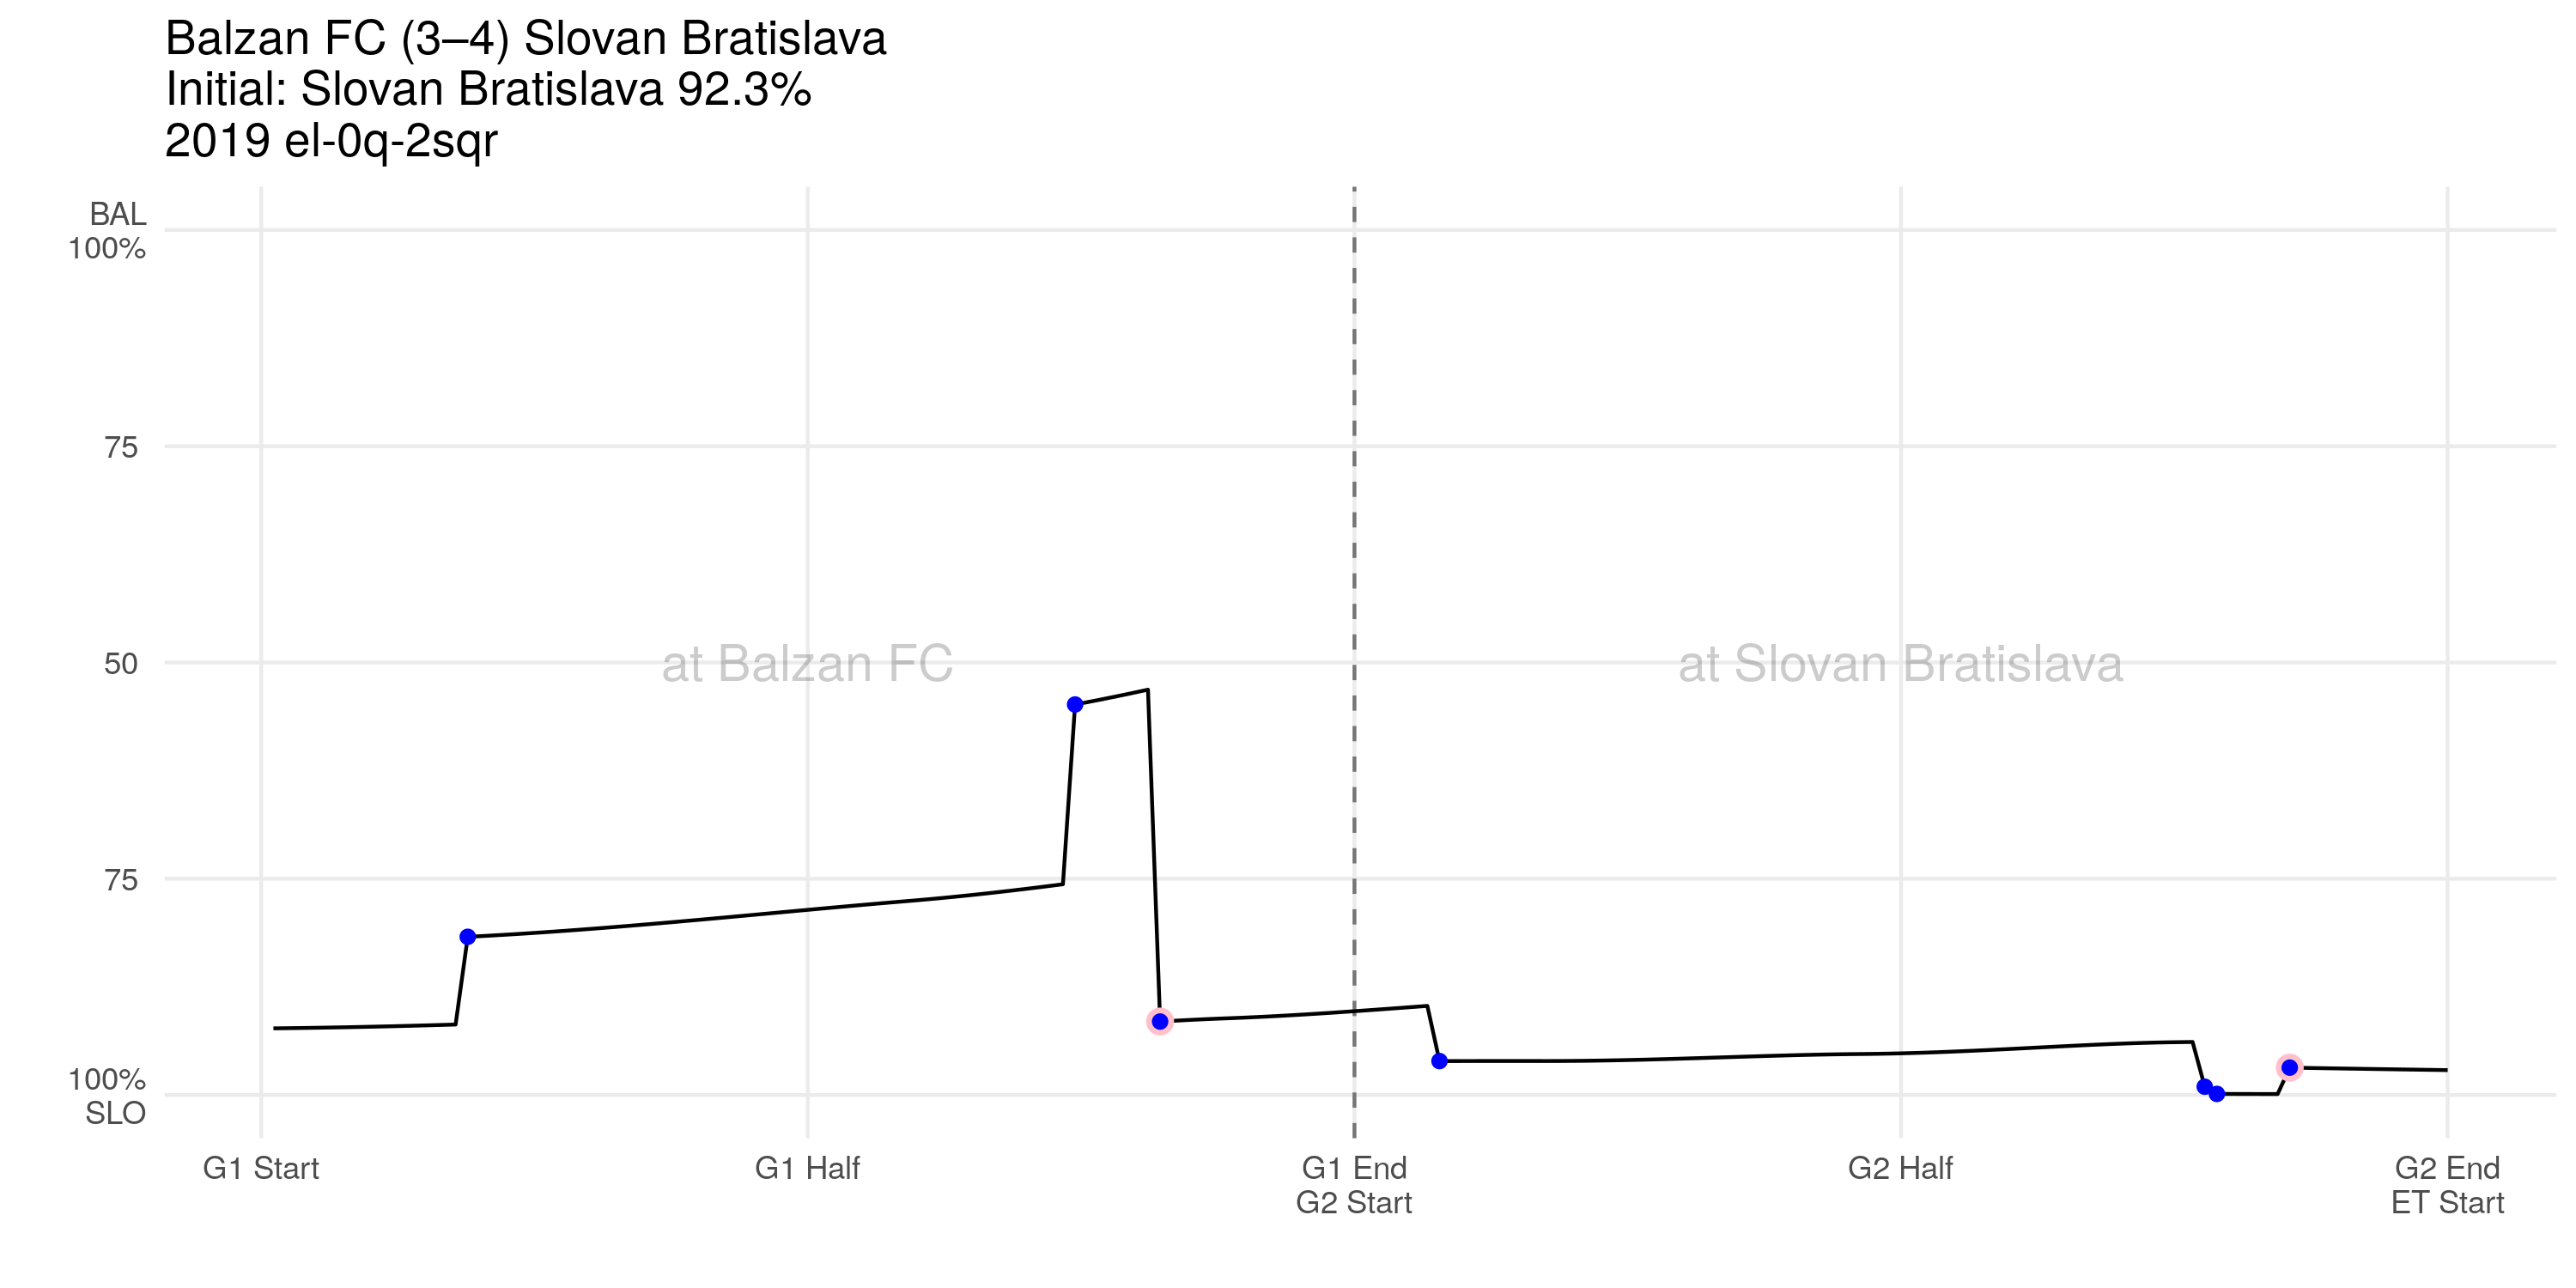 Balzan FC (3–4) Slovan Bratislava
Initial: Slovan Bratislava 92.3%
2019 el-0q-2sqr
BAL
100%
75
50
75
100%
SLO
at Balzan FC
at Slovan Bratislava
G1 Start
G1 Half
G1 End
G2 Start
G2 Half
G2 End
ET Start